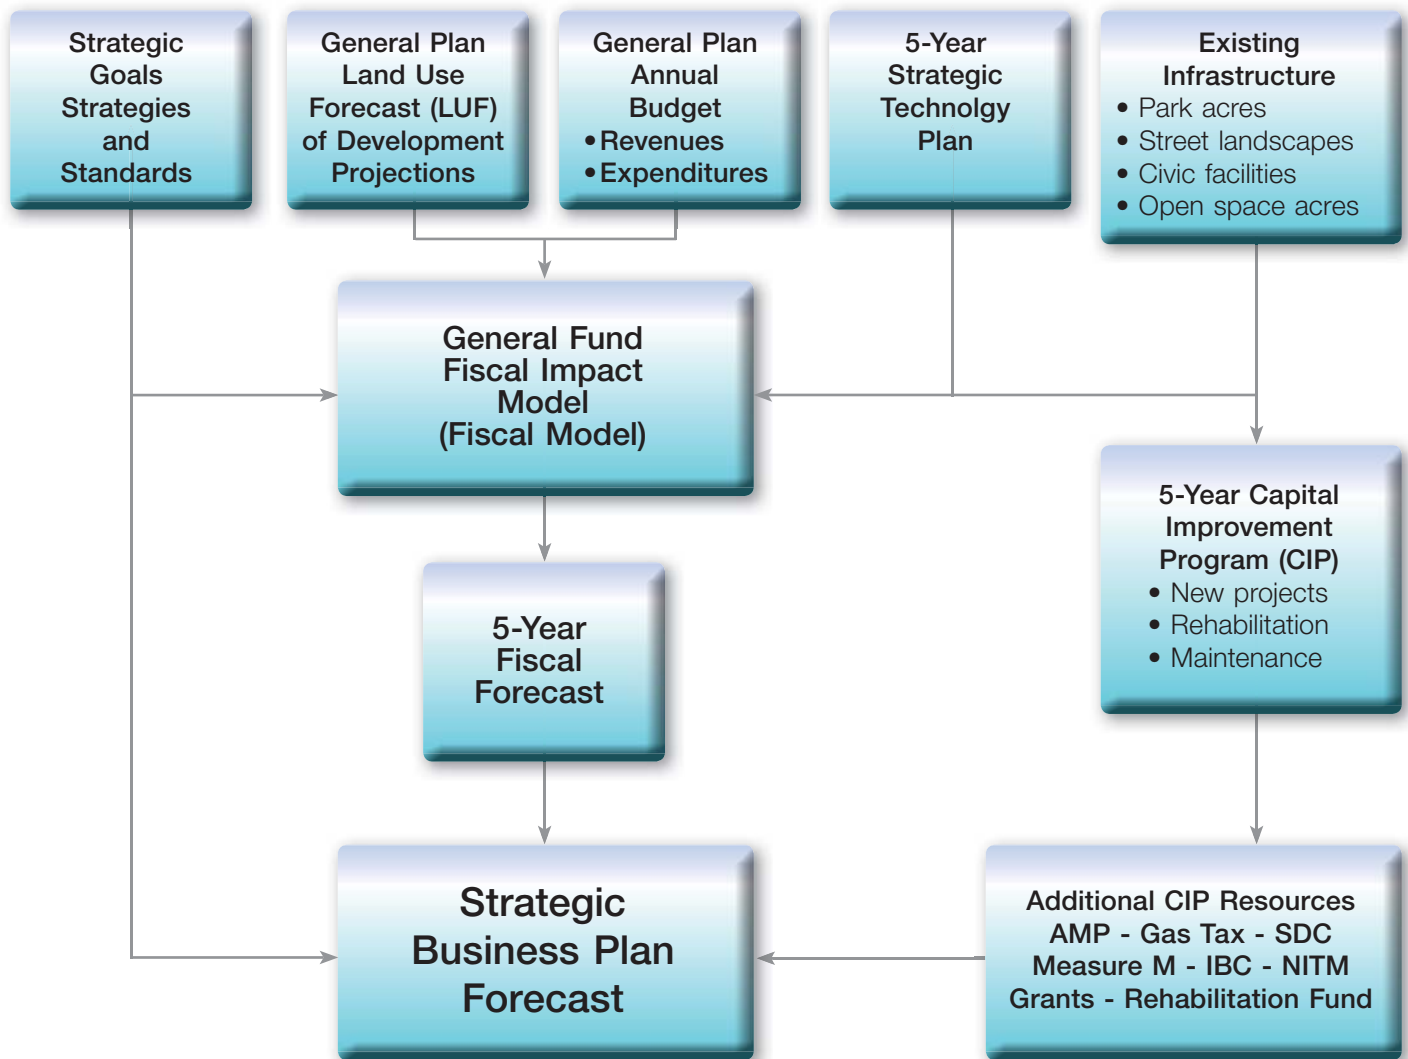 Strategic
Goals
Strategies
and
Standards
General Plan
Land Use
Forecast (LUF)
of Development
Projections
General Plan
Annual
Budget
• Revenues
• Expenditures
5-Year
Strategic
Technolgy
Plan
Existing
Infrastructure
• Park acres
• Street landscapes
• Civic facilities
• Open space acres
General Fund
Fiscal Impact
Model
(Fiscal Model)
5-Year Capital
Improvement
Program (CIP)
• New projects
• Rehabilitation
• Maintenance
5-Year
Fiscal
Forecast
Strategic
Business Plan
Forecast
Additional CIP Resources
AMP - Gas Tax - SDC
Measure M - IBC - NITM
Grants - Rehabilitation Fund